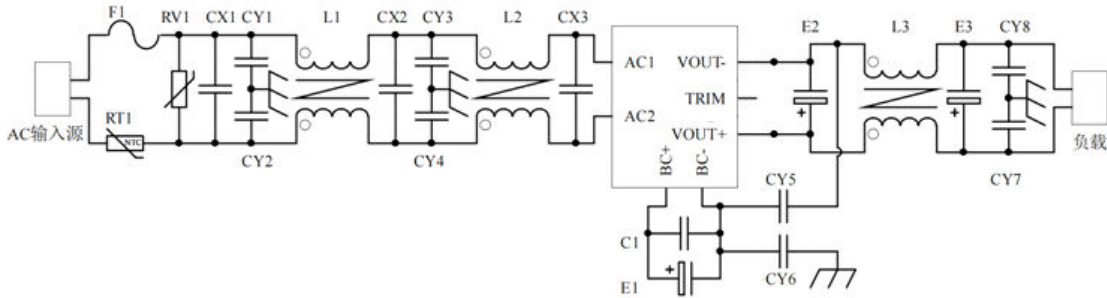 F1
RV1
CX1
CY1
L1
CX2
CY3
L2
CX3
E2
L3
E3
CY8
AC1
VOUT-
TRIM
AC2
VOUT+
BC+
BC-
+
+
AC输入源
RT1
NTC
CY2
CY4
负载
CY7
CY5
C1
CY6
+
E1